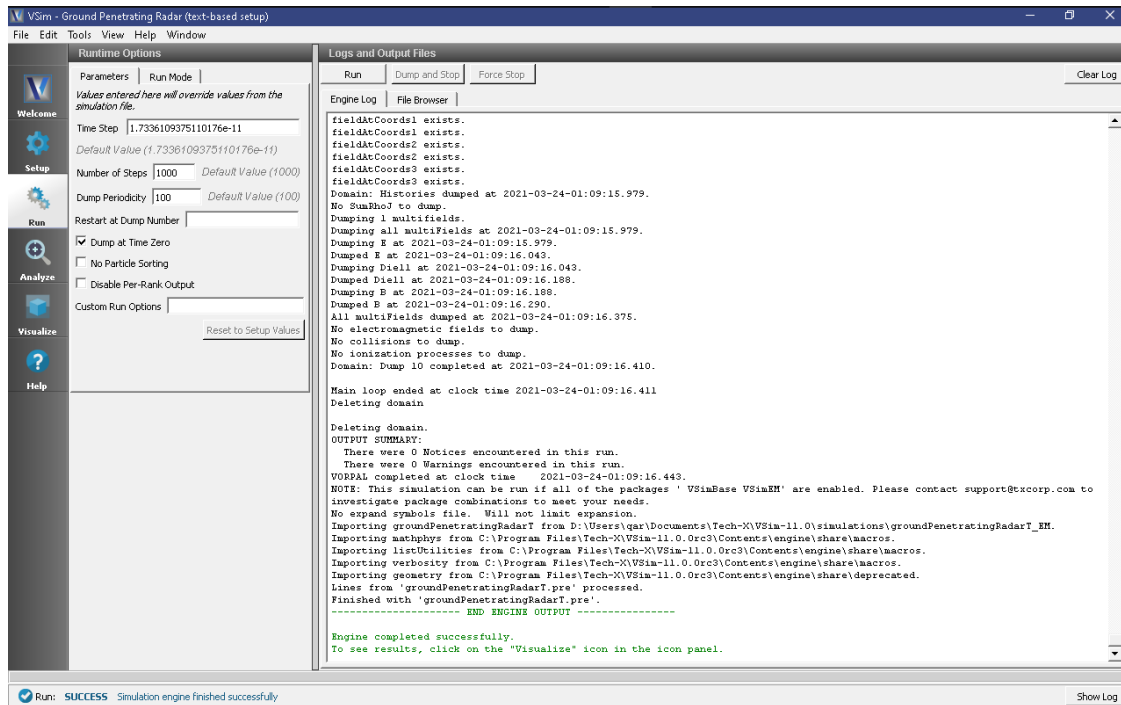 VSim - Ground Penetrating Radar (text-based setup)
File Edit Tools View Help Window
Runtime Options
Logs and Output Files
Welcome
Setup
Run
Analyze
Visualize
Help
Parameters Run Mode
Values entered here will override values from the
simulation file.
Time Step 1.7336109375110176e-11
Default Value (1.7336109375110176e-11)
Number of Steps 1000 Default Value (1000)
Dump Periodicity 100 Default Value (100)
Restart at Dump Number
Dump at Time Zero
No Particle Sorting
Disable Per-Rank Output
Custom Run Options
Reset to Setup Values
Run Dump and Stop Force Stop Clear Log
Engine Log File Browser
fieldAtCoords1 exists.
fieldAtCoords1 exists.
fieldAtCoords2 exists.
fieldAtCoords2 exists.
fieldAtCoords3 exists.
fieldAtCoords3 exists.
Domain: Histories dumped at 2021-03-24-01:09:15.979.
No SumRhoJ to dump.
Dumping 1 multifields.
Dumping all multiFields at 2021-03-24-01:09:15.979.
Dumping E at 2021-03-24-01:09:15.979.
Dumped E at 2021-03-24-01:09:16.043.
Dumping Diell at 2021-03-24-01:09:16.043.
Dumped Diell at 2021-03-24-01:09:16.188.
Dumping B at 2021-03-24-01:09:16.188.
Dumped B at 2021-03-24-01:09:16.290.
All multiFields dumped at 2021-03-24-01:09:16.375.
No electromagnetic fields to dump.
No collisions to dump.
No ionization processes to dump.
Domain: Dump 10 completed at 2021-03-24-01:09:16.410.
Main loop ended at clock time 2021-03-24-01:09:16.411
Deleting domain
Deleting domain.
OUTPUT SUMMARY:
There were 0 Notices encountered in this run.
There were 0 Warnings encountered in this run.
VORPAL completed at clock time 2021-03-24-01:09:16.443.
NOTE: This simulation can be run if all of the packages ' VSimBase VSimEM' are enabled. Please contact support@txcorp.com to
investigate package combinations to meet your needs.
No expand symbols file. Will not limit expansion.
Importing groundPenetratingRadarT from D:\Users\qar\Documents\Tech-X\VSim-11.0\simulations\groundPenetratingRadarT_EM.
Importing mathphys from C:\Program Files\Tech-X\VSim-11.0.0rc3\Contents\engine\share\macros.
Importing listUtilities from C:\Program Files\Tech-X\VSim-11.0.0rc3\Contents\engine\share\macros.
Importing verbosity from C:\Program Files\Tech-X\VSim-11.0.0rc3\Contents\engine\share\macros.
Importing geometry from C:\Program Files\Tech-X\VSim-11.0.0rc3\Contents\engine\share\deprecated.
Lines from 'groundPenetratingRadarT.pre' processed.
Finished with 'groundPenetratingRadarT.pre'.
--------------------- END ENGINE OUTPUT ----------------
Engine completed successfully.
To see results, click on the "Visualize" icon in the icon panel.
Run: SUCCESS Simulation engine finished successfully
Show Log